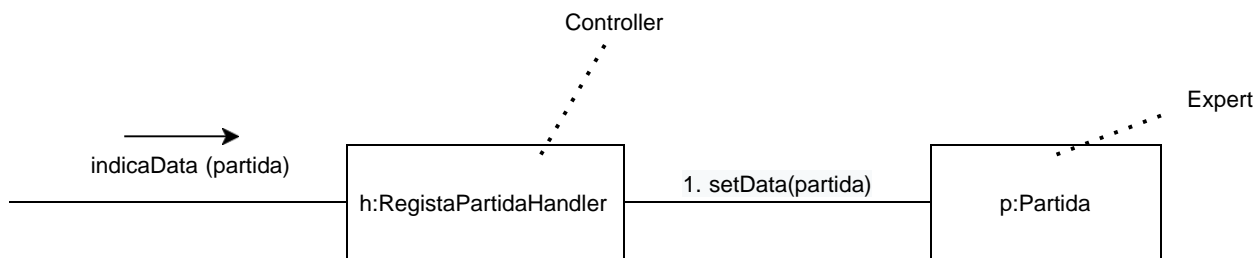 Controller
Expert
indicaData (partida)
1. setData(partida)
h:RegistaPartidaHandler
p:Partida